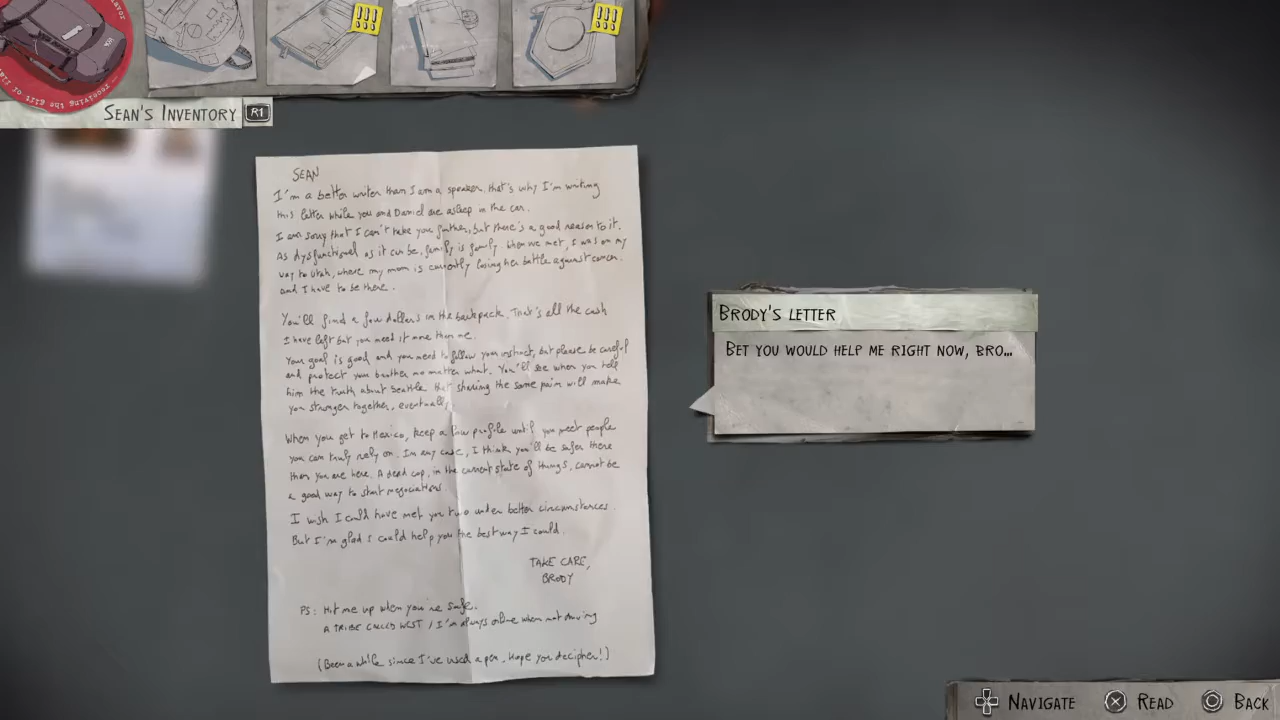 receiving the gift of
SEAN'S INVENTORY R1
SEAN
I'm a better writer than I am a speaker, that's why I'm writing
this letter while you and Daniel are asleep in the car.
I am sorry that I can't take you further, but there's a good reason to it.
As dysfunctional as it can be, family is family. When we met, I was on my
way to Utah, where my mom is currently losing her battle against cancer.
and I have to be there.
You'll find a few dollars in the backpack. That's all the cash
I have left but you need it more than me.
Your goal is good and you need to follow your instinct, but please be careful
and protect your brother no matter what. You'll see when you tell
him the truth about Seattle that sharing the same pain will make
you stronger together, eventually.
When you get to Mexico, keep a low profile until you meet people
you can truly rely on. In any case, I think you'll be safer there
than you are here. A dead cop, in the current state of things, cannot be
a good way to start negociations
I wish I could have met you two under better circumstances.
But I'm glad I could help you the best way I could.
TAKE CARE,
BRODY
PS: Hit me up when you're safe.
A TRIBE CALLED WEST / I'm always online when not driving
(Been a while since I've used a pen. Hope you decipher!)
BRODY'S LETTER
BET YOU WOULD HELP ME RIGHT NOW, BRO...
NAVIGATE READ BACK